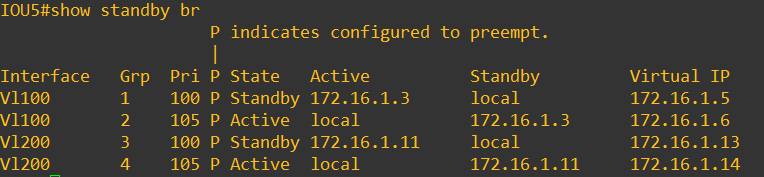 IOU5#show standby br
                     P indicates configured to preempt.
                     |
Interface   Grp  Pri P State   Active          Standby         Virtual IP
Vl100       1    100 P Standby 172.16.1.3      local           172.16.1.5
Vl100       2    105 P Active  local           172.16.1.3      172.16.1.6
Vl200       3    100 P Standby 172.16.1.11     local           172.16.1.13
Vl200       4    105 P Active  local           172.16.1.11     172.16.1.14